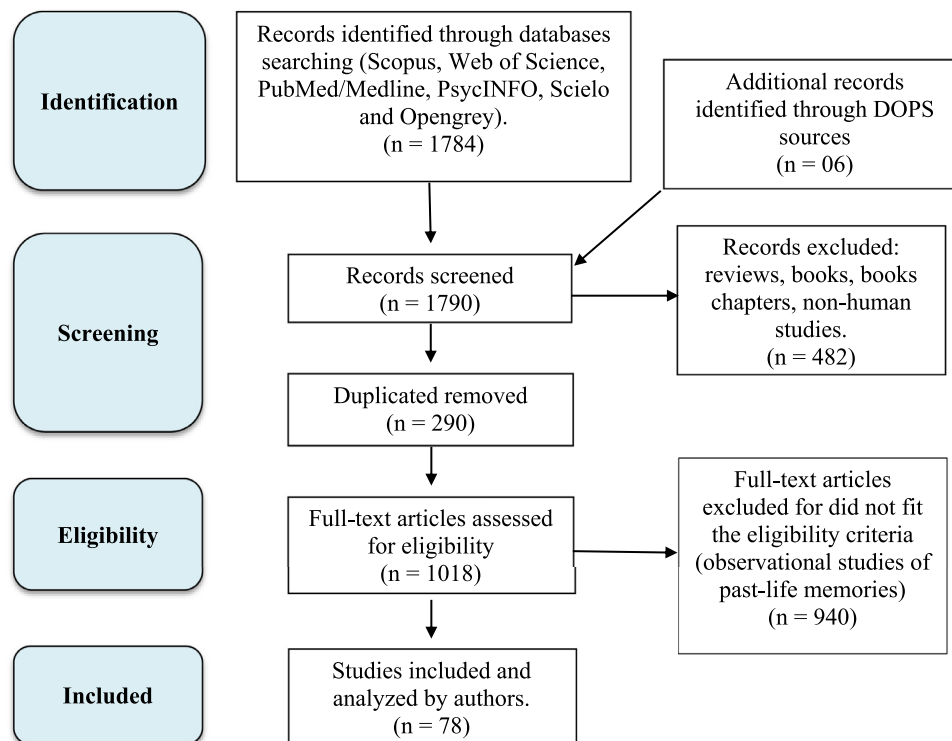 Identification
Records identified through databases
searching (Scopus, Web of Science,
PubMed/Medline, PsycINFO, Scielo
and Opengrey).
(n = 1784)
Additional records
identified through DOPS
sources
(n = 06)
Screening
Records screened
(n = 1790)
Records excluded:
reviews, books, books
chapters, non-human
studies.
(n = 482)
Duplicated removed
(n = 290)
Eligibility
Full-text articles assessed
for eligibility
(n = 1018)
Full-text articles
excluded for did not fit
the eligibility criteria
(observational studies of
past-life memories)
(n = 940)
Included
Studies included and
analyzed by authors.
(n = 78)